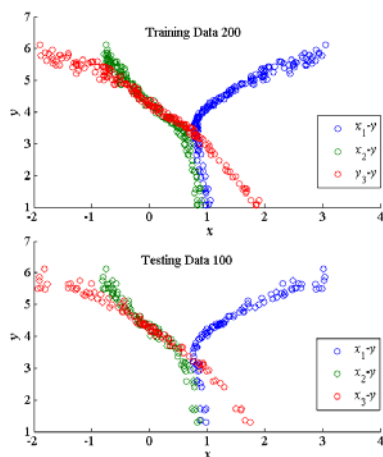 Training Data 200
7
6
5
4
3
2
1
y
x₁-y
x₂-y
y₃-y
-2 -1 0 1 2 3 4
x
Testing Data 100
7
6
5
4
3
2
1
y
x₁-y
x₂-y
x₃-y
-2 -1 0 1 2 3 4
x